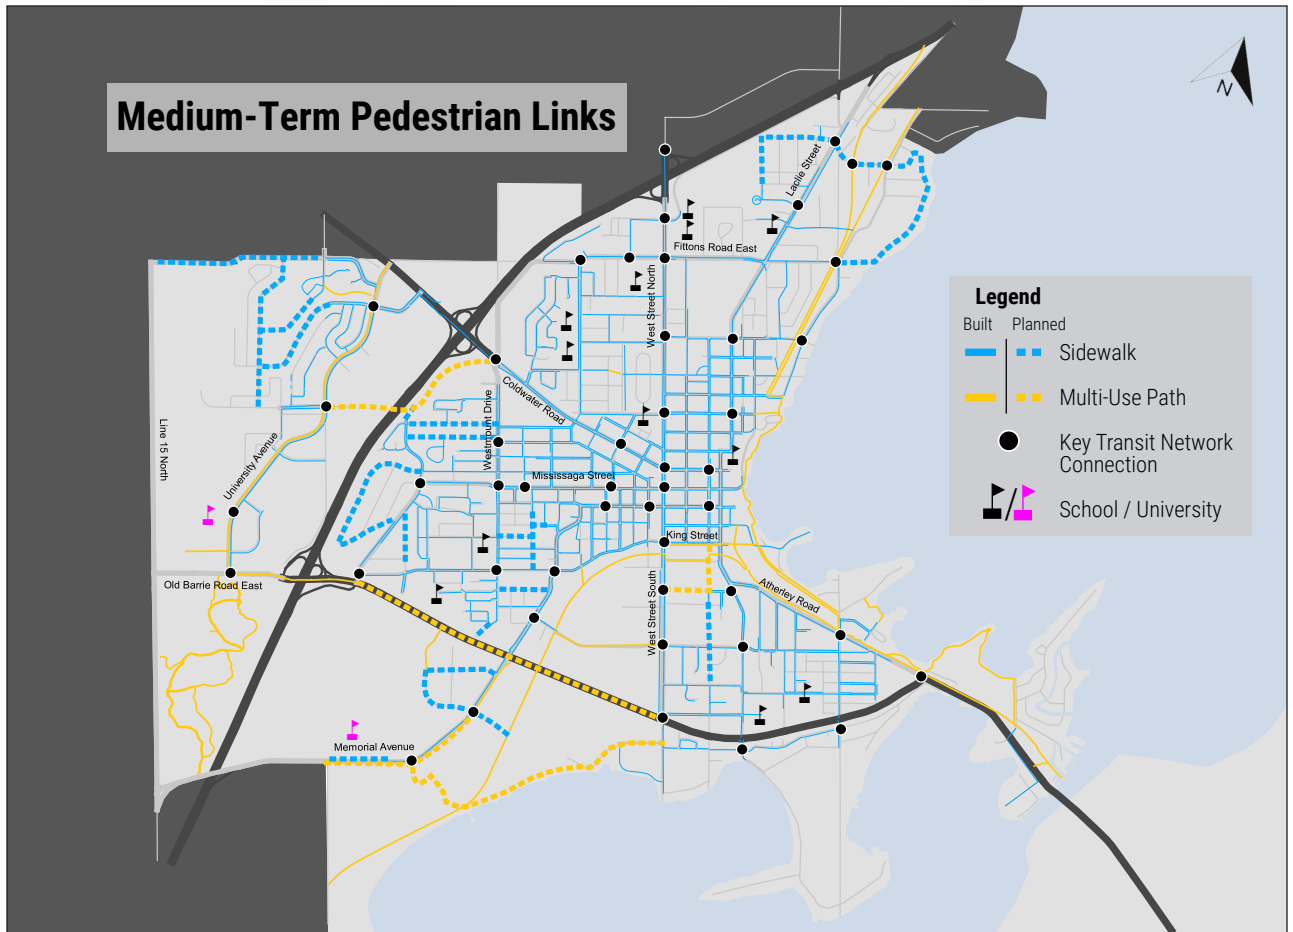 Medium-Term Pedestrian Links
N
Laclie Street
Fittons Road East
West Street North
Coldwater Road
Westmount Drive
Line 15 North
University Avenue
Mississaga Street
King Street
Old Barrie Road East
West Street South
Atherley Road
Memorial Avenue
Legend
Built Planned
Sidewalk
Multi-Use Path
Key Transit Network
Connection
School / University